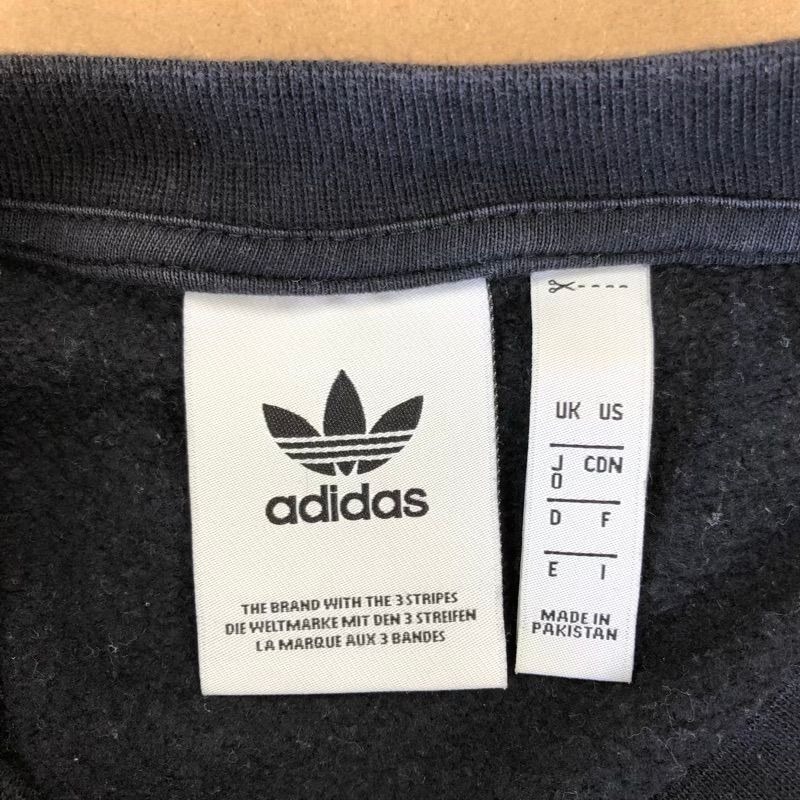 adidas
THE BRAND WITH THE 3 STRIPES
DIE WELTMARKE MIT DEN 3 STREIFEN
LA MARQUE AUX 3 BANDES
UK US
J
O CDN
D F
E I
MADE IN
PAKISTAN